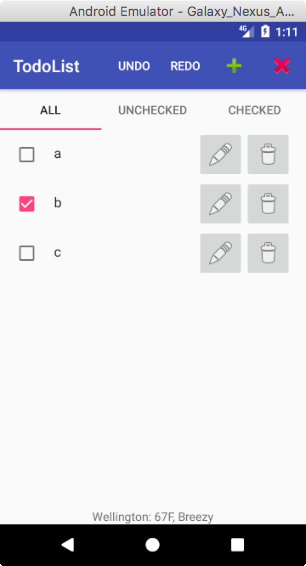 Android Emulator - Galaxy_Nexus_A...
4G 1:11
TodoList UNDO REDO
ALL UNCHECKED CHECKED
a
b
c
Wellington: 67F, Breezy